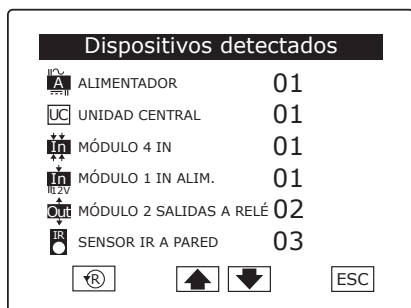 Dispositivos detectados
A ALIMENTADOR 01
UC UNIDAD CENTRAL 01
In MÓDULO 4 IN 01
In 12V MÓDULO 1 IN ALIM. 01
Out MÓDULO 2 SALIDAS A RELÉ 02
IR SENSOR IR A PARED 03
R ESC